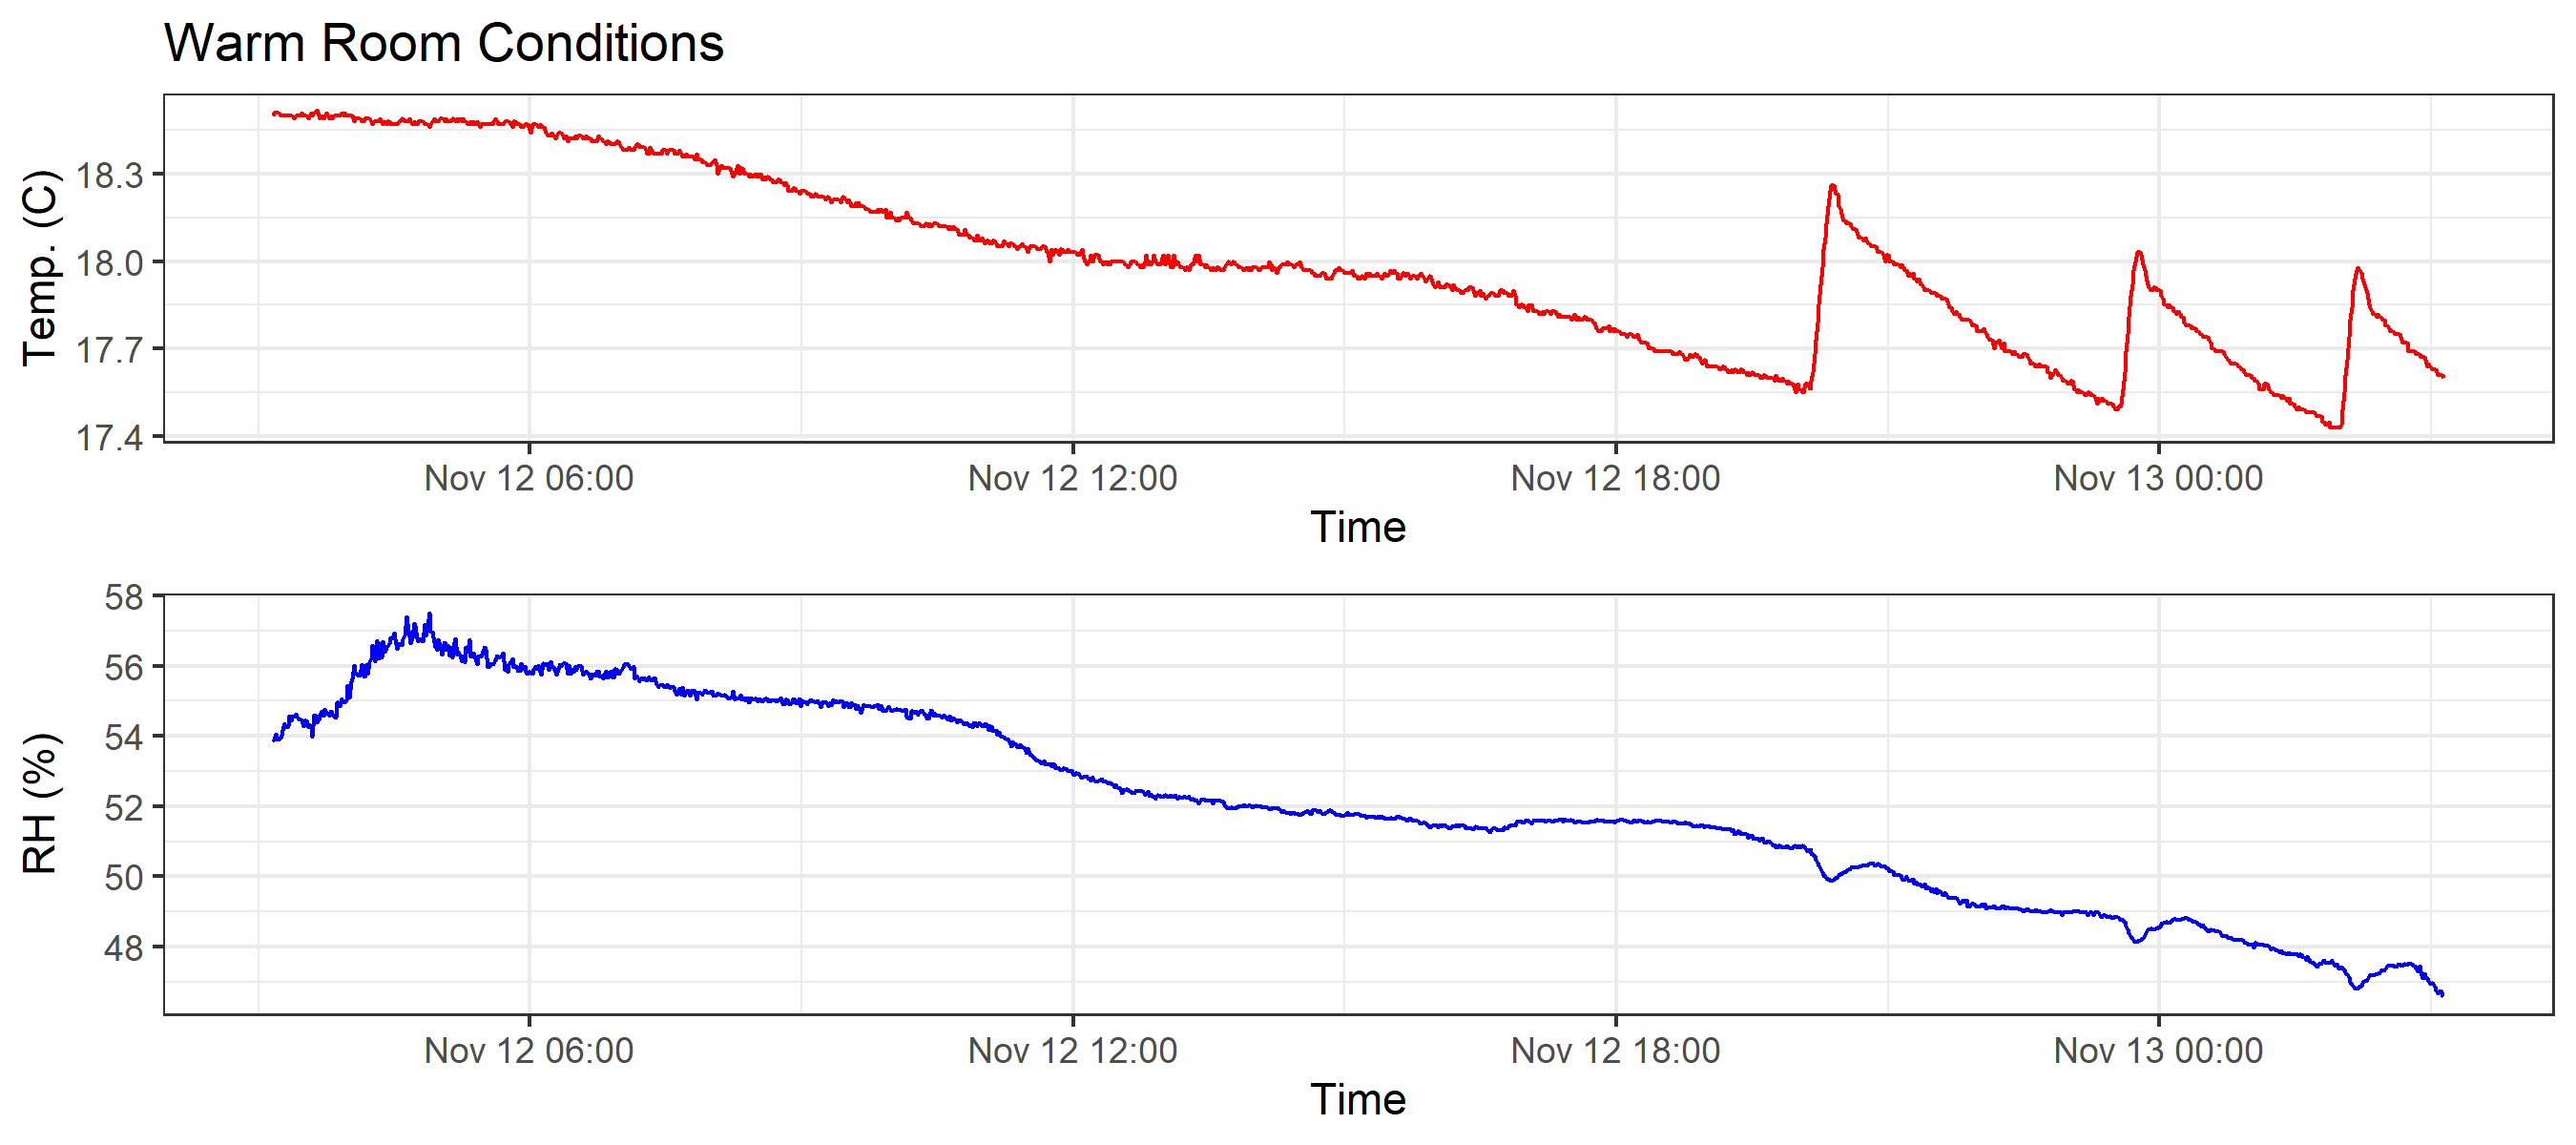 Warm Room Conditions
Temp. (C)
18.3
18.0
17.7
17.4
Nov 12 06:00 Nov 12 12:00 Nov 12 18:00 Nov 13 00:00
Time
RH (%)
58
56
54
52
50
48
Nov 12 06:00 Nov 12 12:00 Nov 12 18:00 Nov 13 00:00
Time